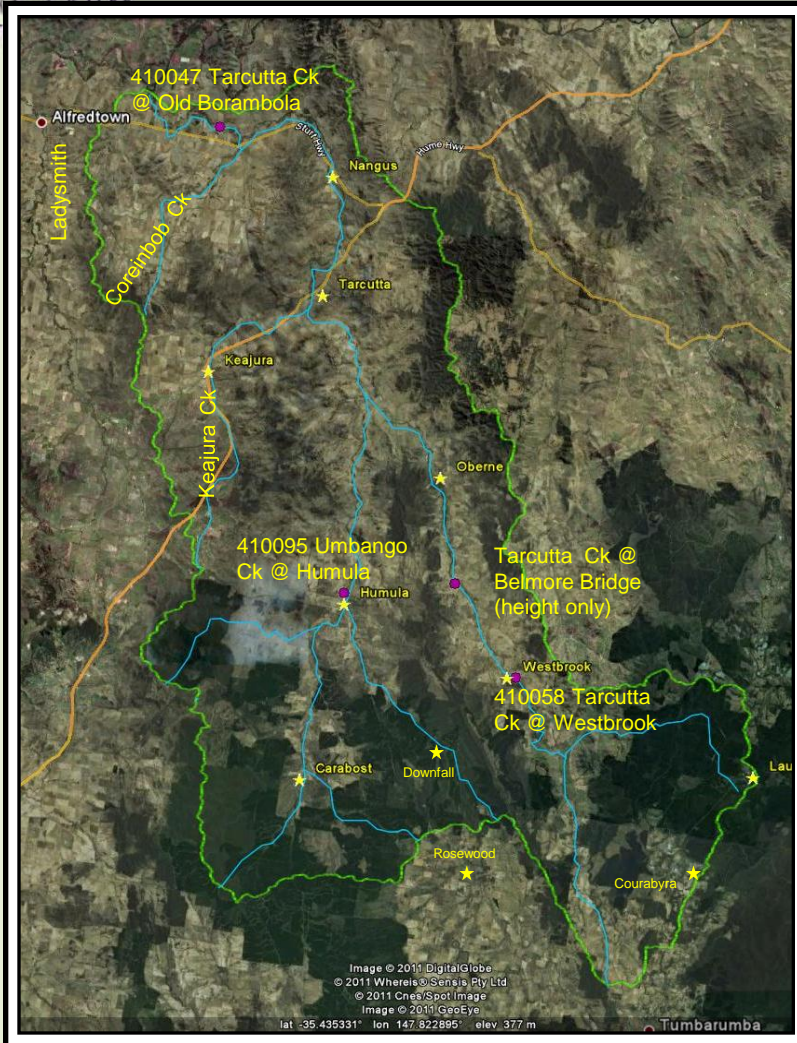 410047 Tarcutta Ck
@ Old Borambola
Alfredtown
Ladysmith
Sturt Hwy
Hume Hwy
Nangus
Coreinbob Ck
Tarcutta
Keajura
Keajura Ck
Oberne
410095 Umbango
Ck @ Humula
Tarcutta Ck @
Belmore Bridge
(height only)
Humula
Westbrook
410058 Tarcutta
Ck @ Westbrook
Carabost
Downfall
Lau
Rosewood
Courabyra
Image © 2011 DigitalGlobe
© 2011 Whereis® Sensis Pty Ltd
© 2011 Cnes/Spot Image
Image © 2011 GeoEye
lat -35.435331° lon 147.822895° elev 377 m
Tumbarumba